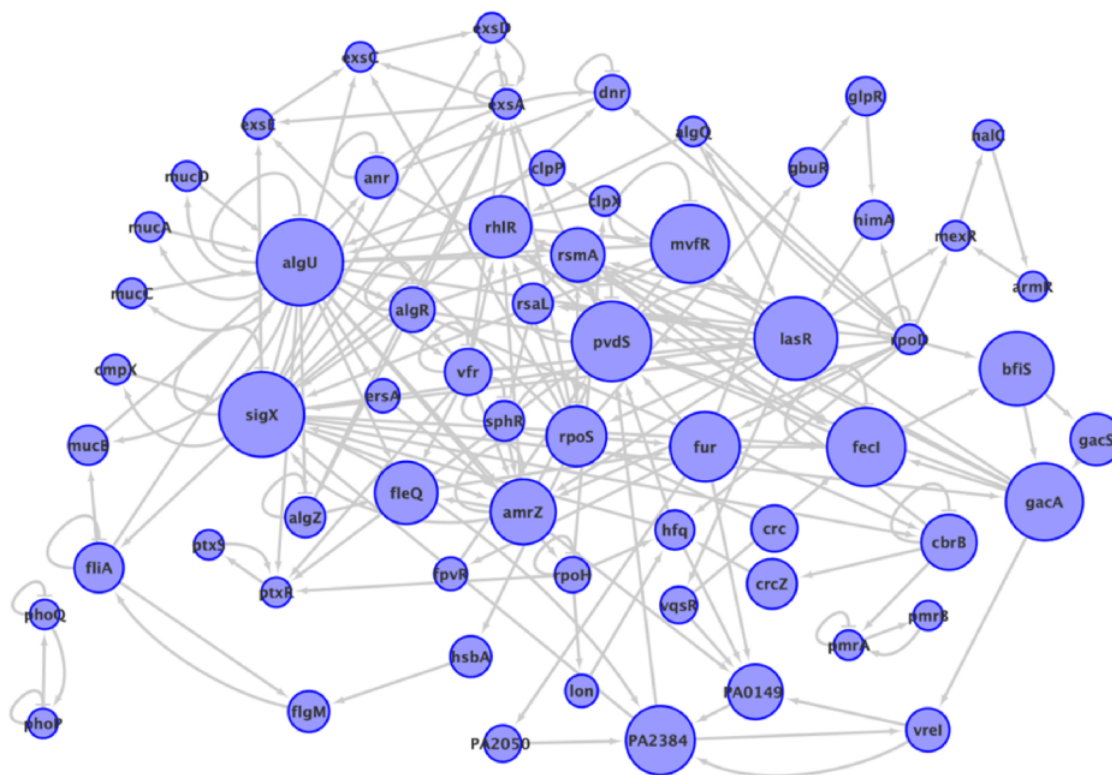 exsD
exsC
exsA
dnr
glpR
exsE
algQ
halC
clpP
gbuR
mucD
anr
clpX
mucA
rhlR
mvfR
himA
mexR
algU
rsmA
mucC
armR
algR
rsaL
pvdS
lasR
rpoD
cmpX
vfr
bfiS
ersA
sigX
sphR
rpoS
fur
fecI
gacS
mucB
fleQ
amrZ
gacA
algZ
hfq
crc
cbrB
ptxS
fliA
fpvR
rpoH
crcZ
ptxR
vqsR
phoQ
pmrB
pmrA
hsbA
lon
PA0149
flgM
phoP
PA2050
PA2384
vreI